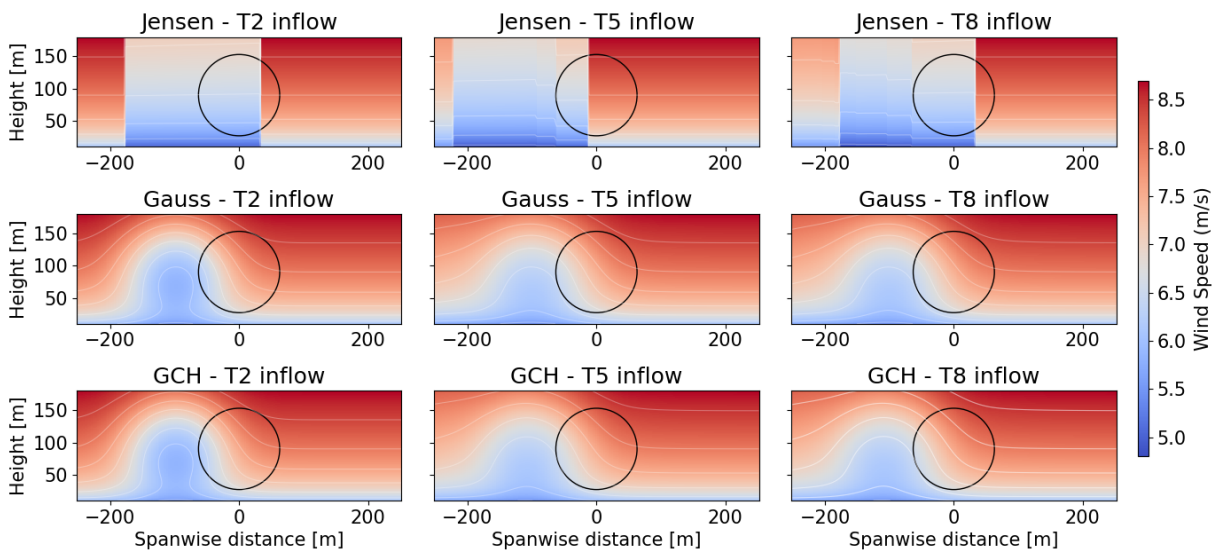 Jensen - T2 inflow
Jensen - T5 inflow
Jensen - T8 inflow
Height [m]
150
100
50
−200
0
200
−200
0
200
−200
0
200
Gauss - T2 inflow
Gauss - T5 inflow
Gauss - T8 inflow
Height [m]
150
100
50
−200
0
200
−200
0
200
−200
0
200
GCH - T2 inflow
GCH - T5 inflow
GCH - T8 inflow
Height [m]
150
100
50
−200
0
200
−200
0
200
−200
0
200
Spanwise distance [m]
Spanwise distance [m]
Spanwise distance [m]
8.5
8.0
7.5
7.0
6.5
6.0
5.5
5.0
Wind Speed (m/s)